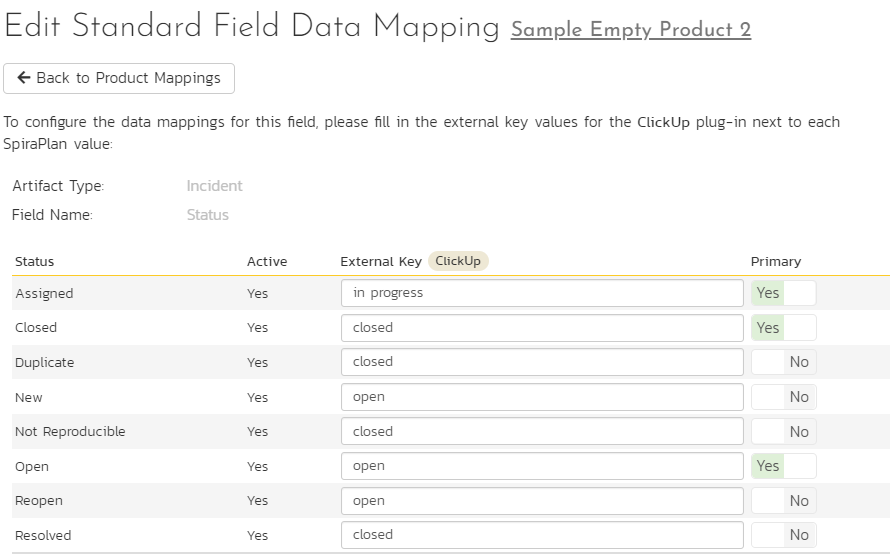 Edit Standard Field Data Mapping Sample Empty Product 2
Back to Product Mappings
To configure the data mappings for this field, please fill in the external key values for the ClickUp plug-in next to each
SpiraPlan value:
Artifact Type: Incident
Field Name: Status
Status Active External Key ClickUp Primary
Assigned Yes in progress Yes
Closed Yes closed Yes
Duplicate Yes closed No
New Yes open No
Not Reproducible Yes closed No
Open Yes open Yes
Reopen Yes open No
Resolved Yes closed No